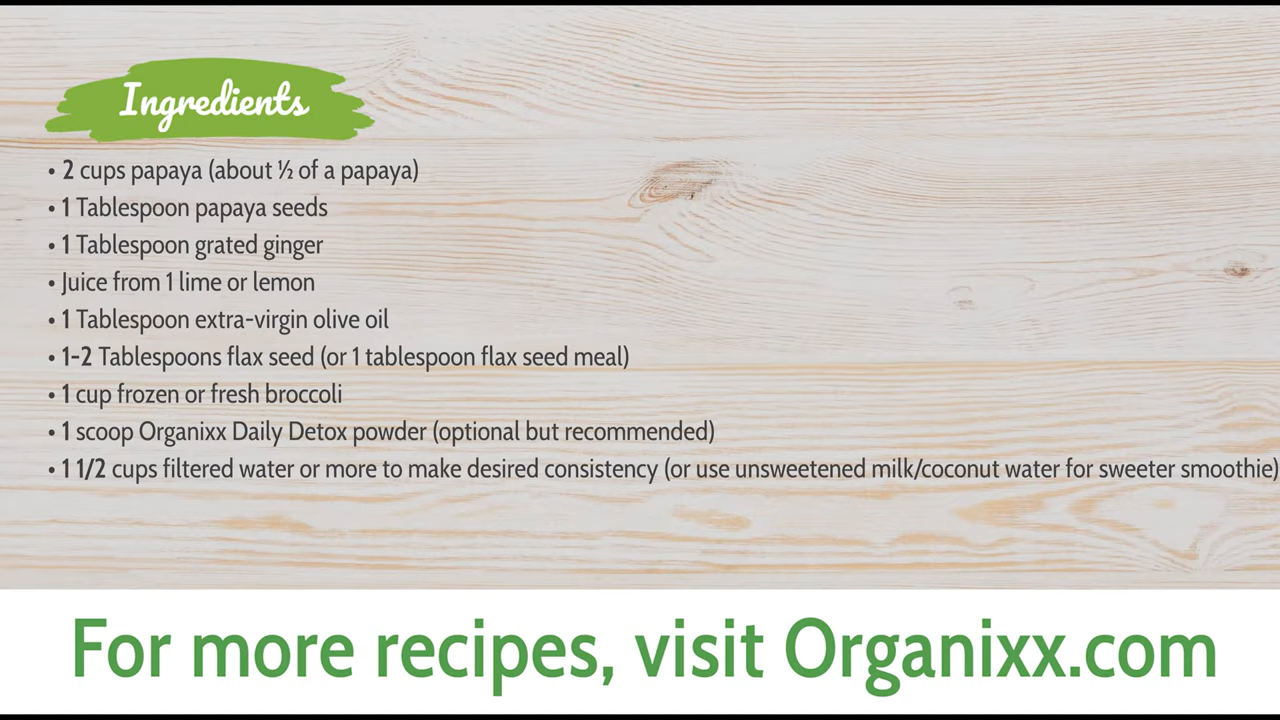 Ingredients
• 2 cups papaya (about ½ of a papaya)
• 1 Tablespoon papaya seeds
• 1 Tablespoon grated ginger
• Juice from 1 lime or lemon
• 1 Tablespoon extra-virgin olive oil
• 1-2 Tablespoons flax seed (or 1 tablespoon flax seed meal)
• 1 cup frozen or fresh broccoli
• 1 scoop Organixx Daily Detox powder (optional but recommended)
• 1 1/2 cups filtered water or more to make desired consistency (or use unsweetened milk/coconut water for sweeter smoothie)
For more recipes, visit Organixx.com